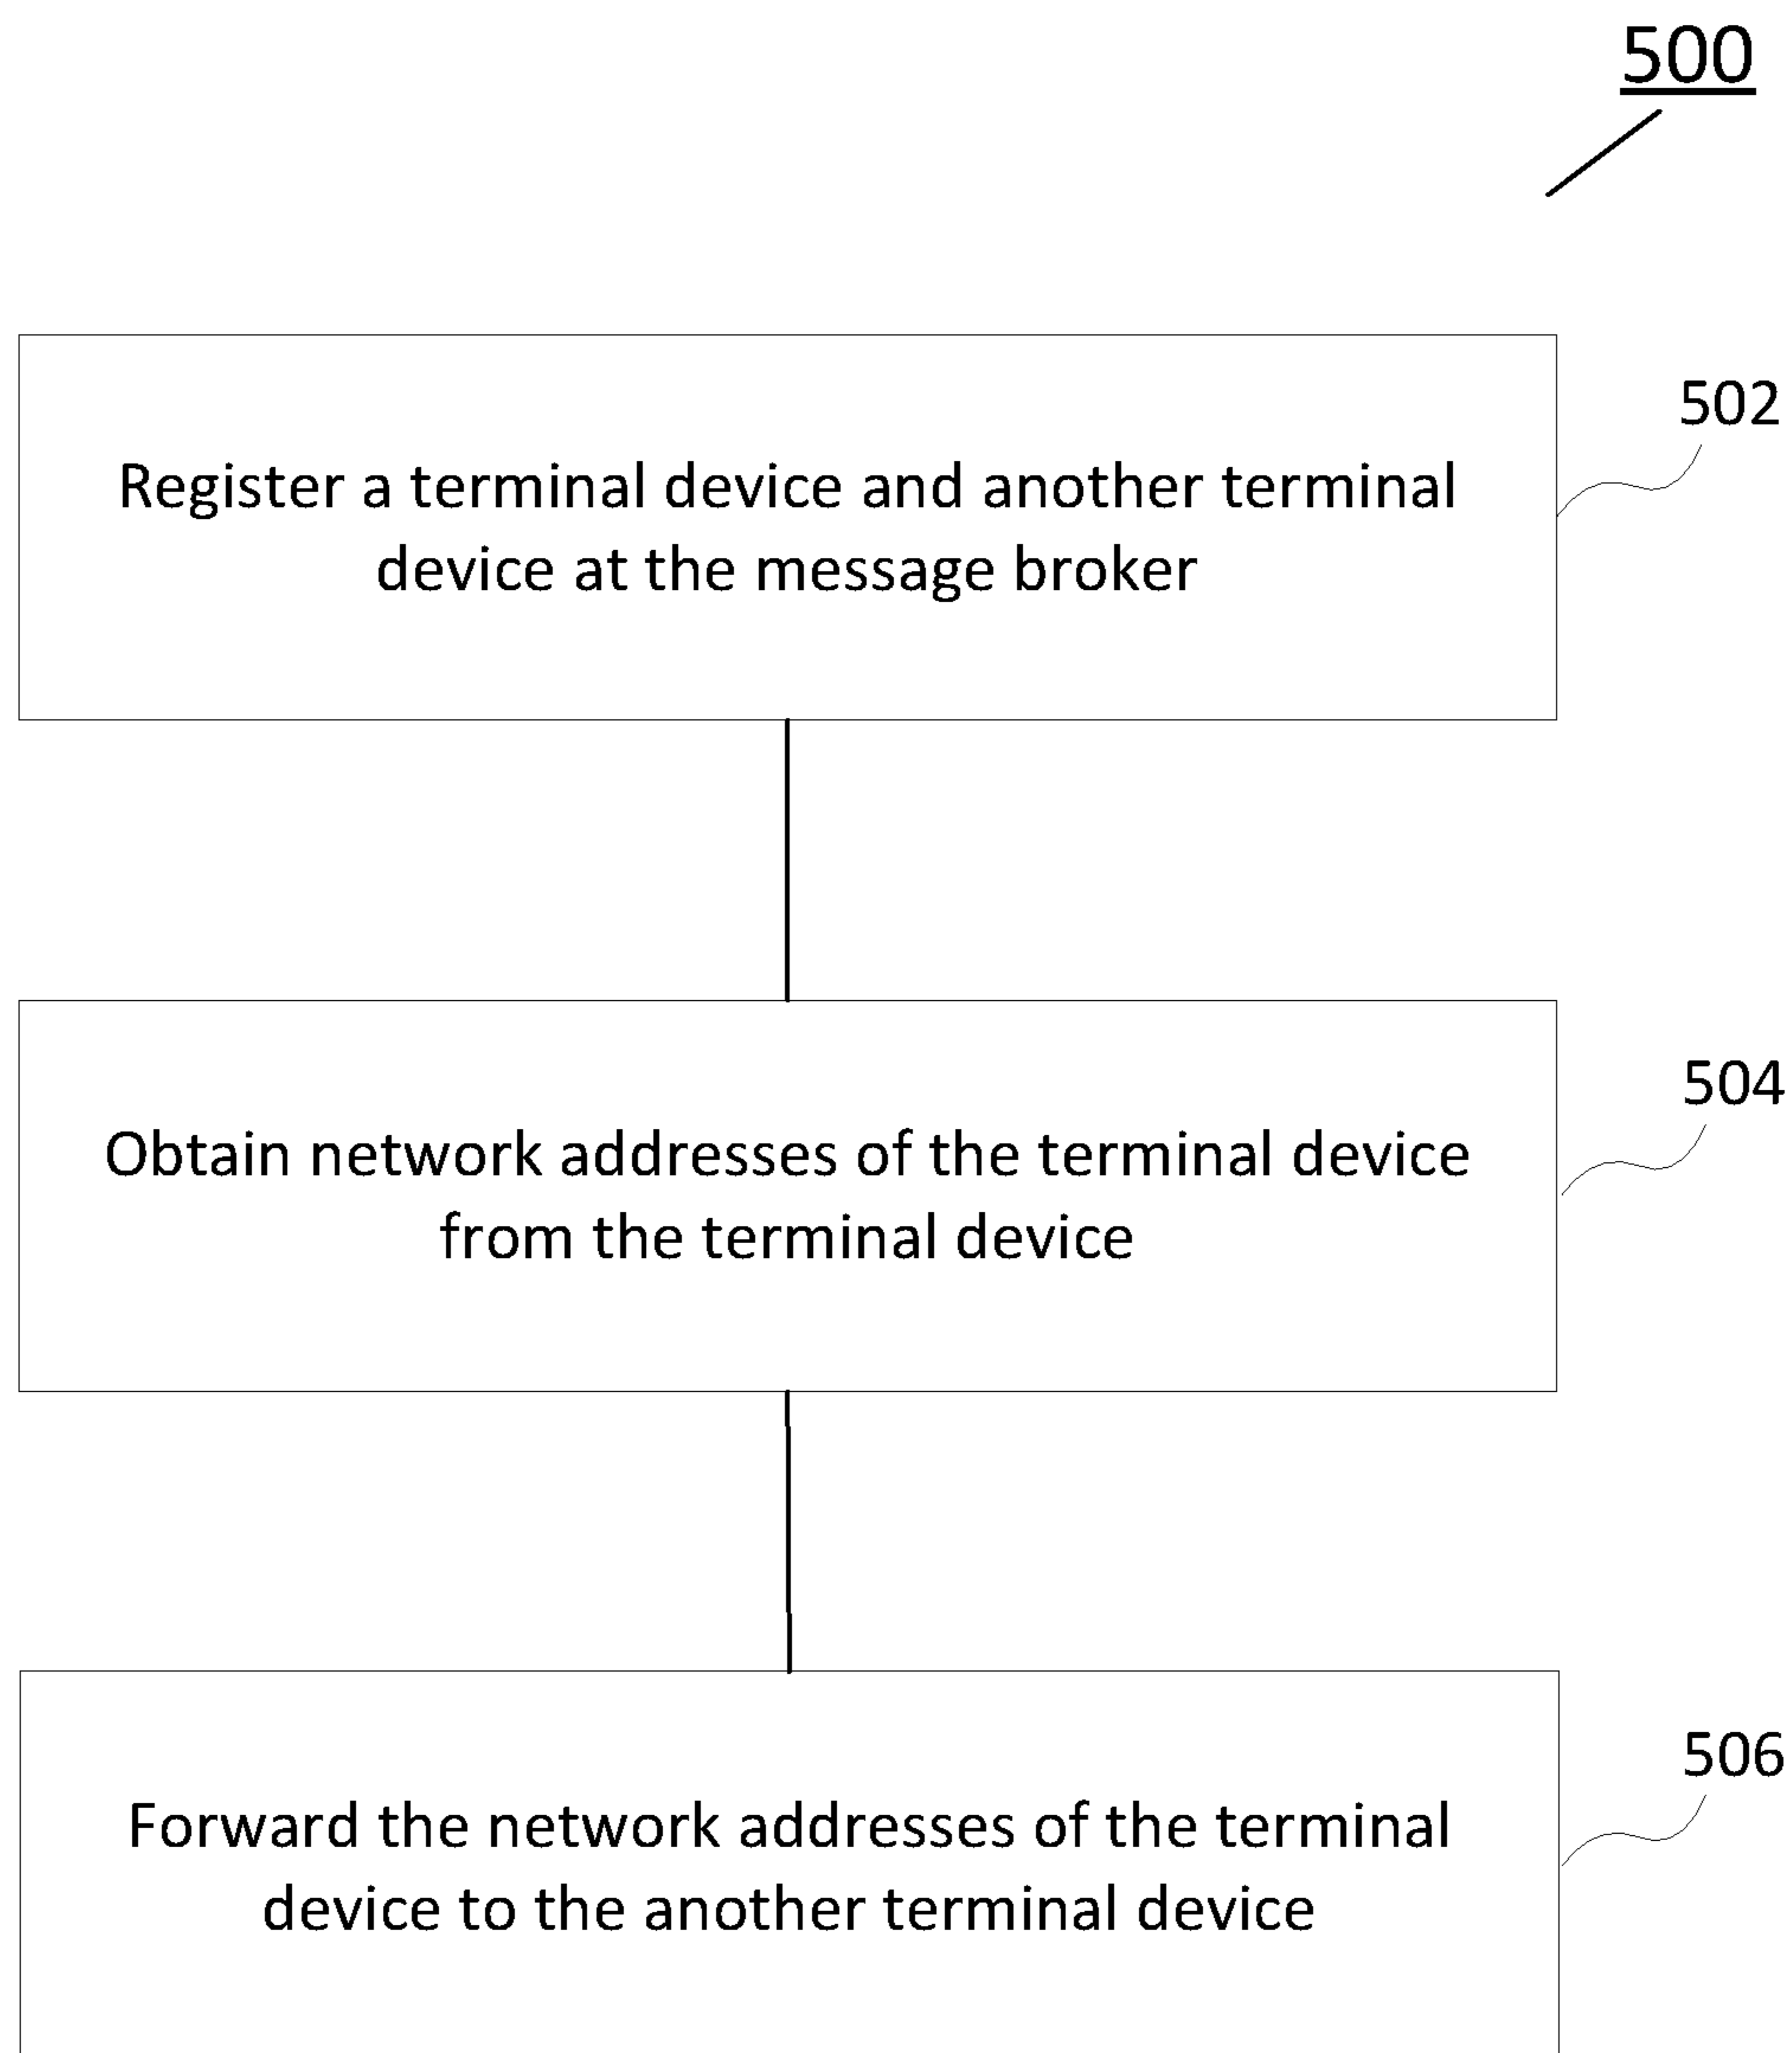 500
502
Register a terminal device and another terminal
device at the message broker
504
Obtain network addresses of the terminal device
from the terminal device
506
Forward the network addresses of the terminal
device to the another terminal device